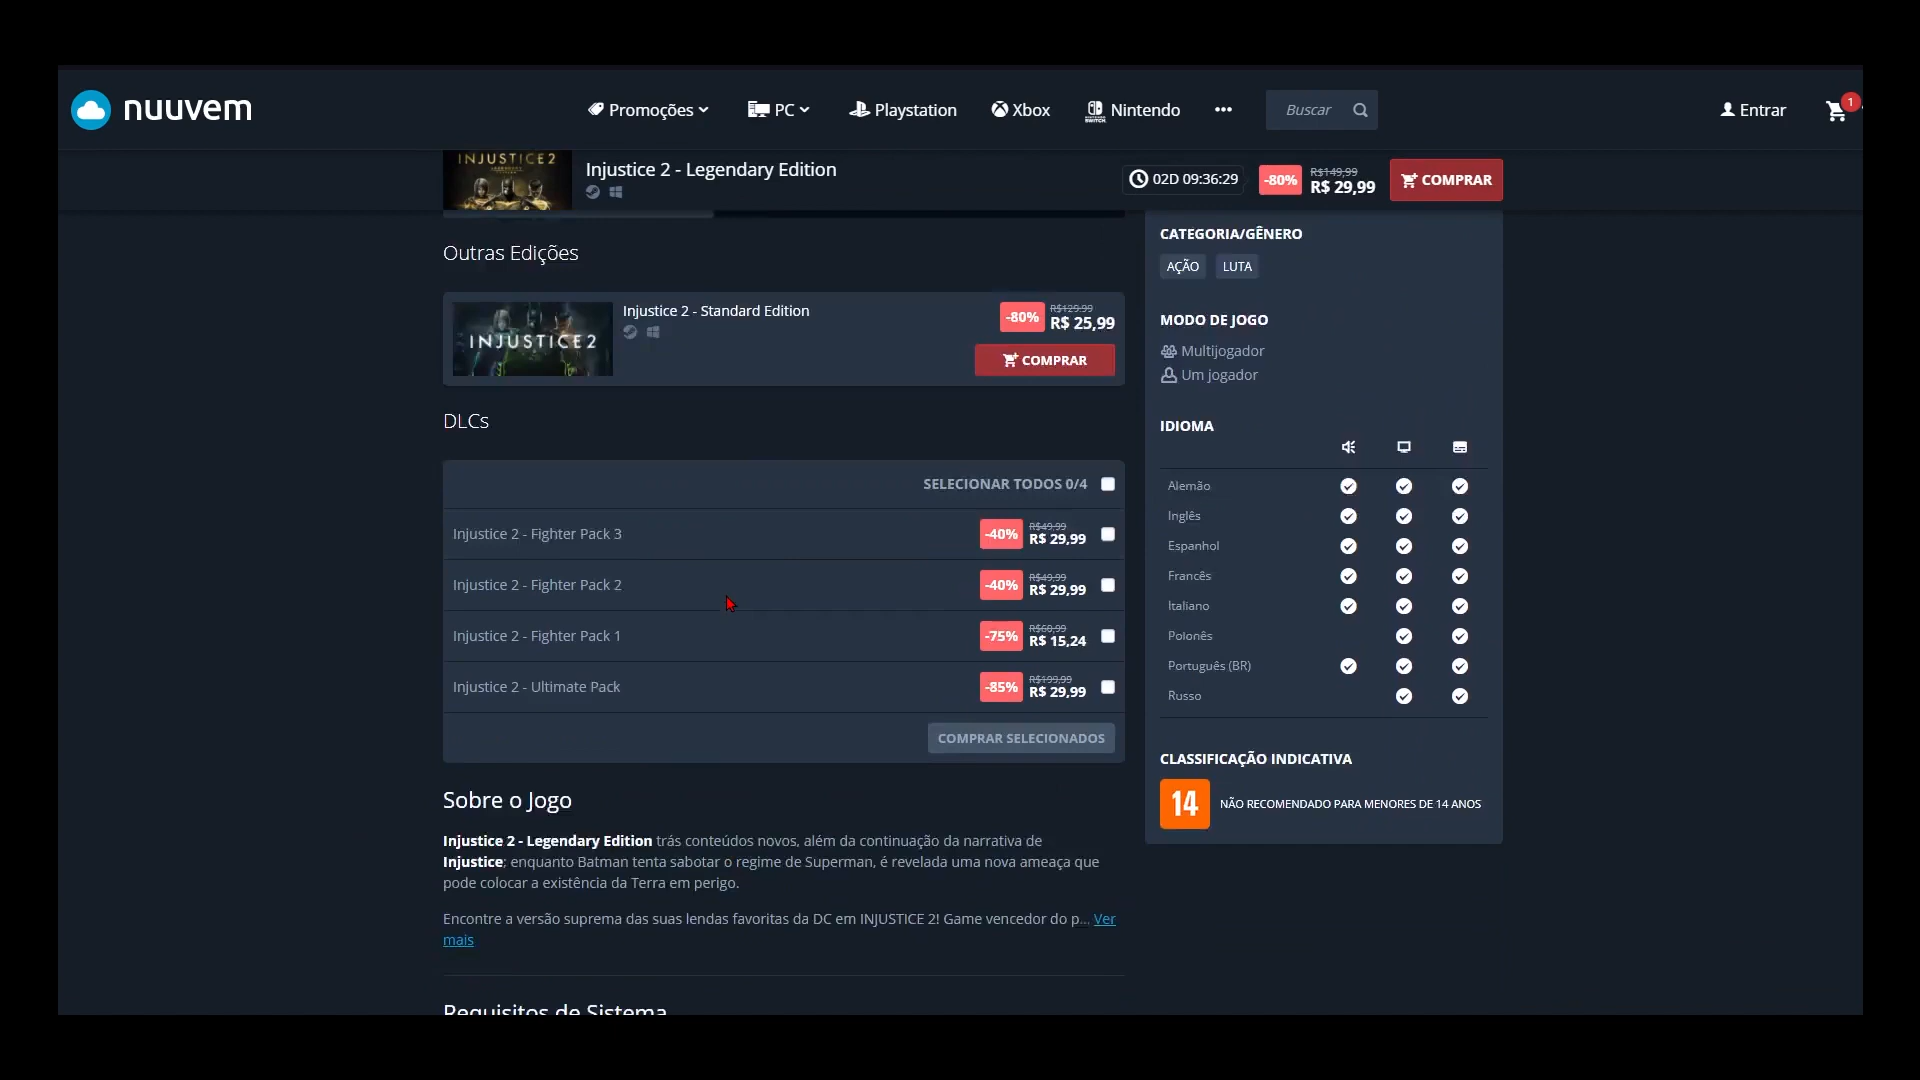 nuuvem
Promoções
PC
Playstation
Xbox
Nintendo
Buscar
Entrar
1
INJUSTICE 2
Injustice 2 - Legendary Edition
02D 09:36:29
-80%
R$149,99
R$ 29,99
COMPRAR
Outras Edições
INJUSTICE 2
Injustice 2 - Standard Edition
-80%
R$129,99
R$ 25,99
COMPRAR
DLCs
SELECIONAR TODOS 0/4
Injustice 2 - Fighter Pack 3
-40%
R$49,99
R$ 29,99
Injustice 2 - Fighter Pack 2
-40%
R$49,99
R$ 29,99
Injustice 2 - Fighter Pack 1
-75%
R$60,99
R$ 15,24
Injustice 2 - Ultimate Pack
-85%
R$199,99
R$ 29,99
COMPRAR SELECIONADOS
Sobre o Jogo
Injustice 2 - Legendary Edition trás conteúdos novos, além da continuação da narrativa de
Injustice; enquanto Batman tenta sabotar o regime de Superman, é revelada uma nova ameaça que
pode colocar a existência da Terra em perigo.
Encontre a versão suprema das suas lendas favoritas da DC em INJUSTICE 2! Game vencedor do p... Ver
mais
Requisitos de Sistema
CATEGORIA/GÊNERO
AÇÃO
LUTA
MODO DE JOGO
Multijogador
Um jogador
IDIOMA
Alemão
Inglês
Espanhol
Francês
Italiano
Polonês
Português (BR)
Russo
CLASSIFICAÇÃO INDICATIVA
14
NÃO RECOMENDADO PARA MENORES DE 14 ANOS